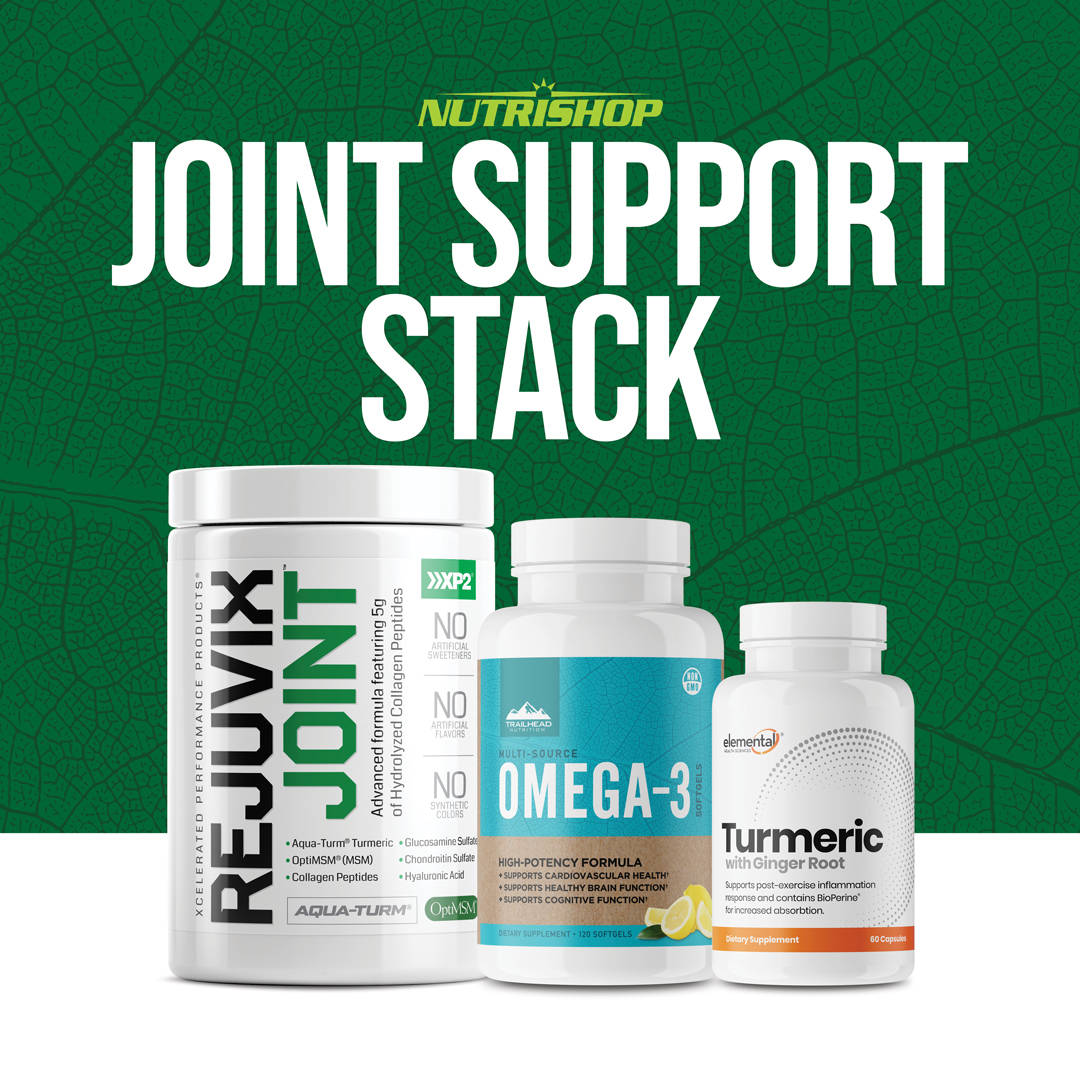 NUTRISHOP
JOINT SUPPORT
STACK
XCELERATED PERFORMANCE PRODUCTS®
REJUVIX
JOINT™
Advanced formula featuring 5g
of Hydrolyzed Collagen Peptides
XP2
NO
ARTIFICIAL
SWEETENERS
NO
ARTIFICIAL
FLAVORS
NO
SYNTHETIC
COLORS
• Aqua-Turm® Turmeric
• OptiMSM® (MSM)
• Collagen Peptides
• Glucosamine Sulfate
• Chondroitin Sulfate
• Hyaluronic Acid
AQUA-TURM®
OptiMSM
TRAILHEAD
NUTRITION
NON
GMO
MULTI-SOURCE
OMEGA-3
SOFTGELS
HIGH-POTENCY FORMULA
+ SUPPORTS CARDIOVASCULAR HEALTH†
+ SUPPORTS HEALTHY BRAIN FUNCTION†
+ SUPPORTS COGNITIVE FUNCTION†
DIETARY SUPPLEMENT • 120 SOFTGELS
elemental®
HEALTH SCIENCES
Turmeric
with Ginger Root
Supports post-exercise inflammation
response and contains BioPerine®
for increased absorbtion.
Dietary Supplement
60 Capsules